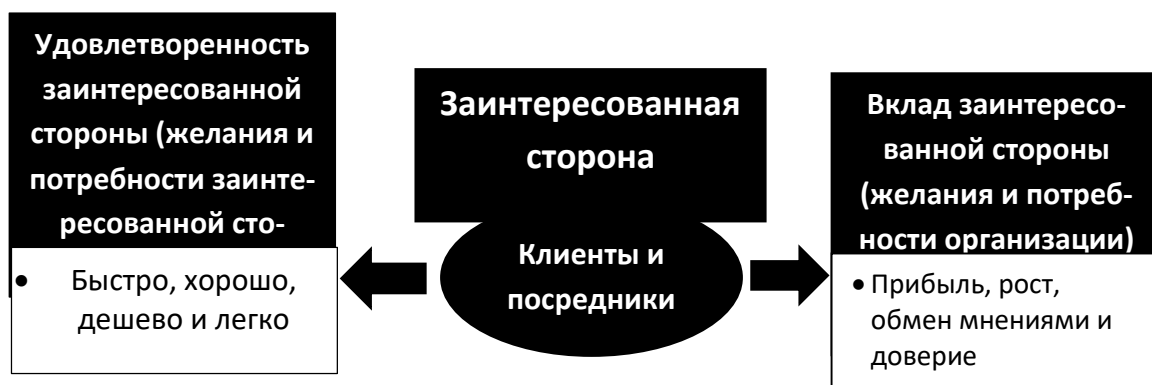 Удовлетворенность
заинтересованной
стороны (желания и
потребности заинте-
ресованной сто-
• Быстро, хорошо,
дешево и легко
Заинтересованная
сторона
Клиенты и
посредники
Вклад заинтересо-
ванной стороны
(желания и потреб-
ности организации)
• Прибыль, рост,
обмен мнениями и
доверие